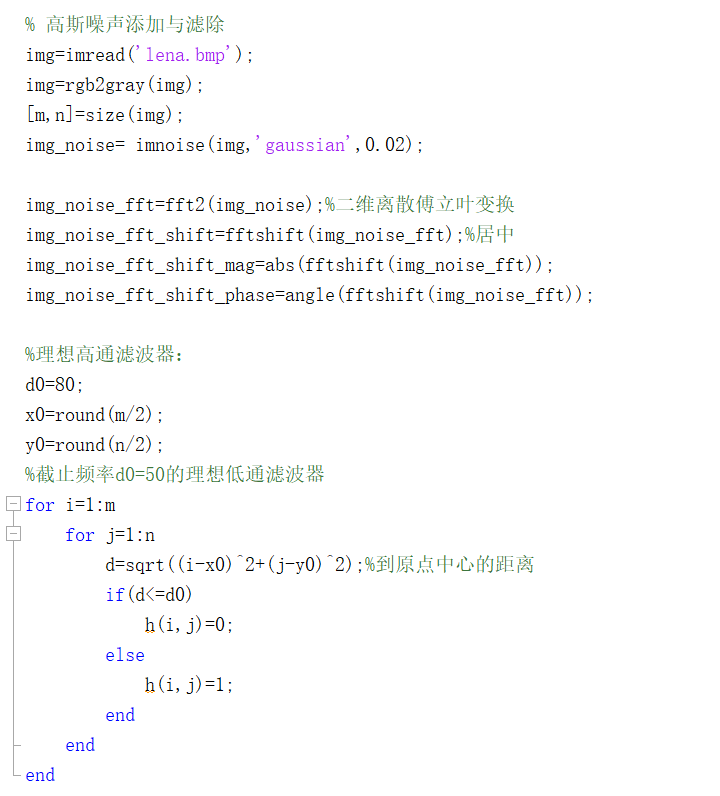 % 高斯噪声添加与滤除
img=imread('lena.bmp');
img=rgb2gray(img);
[m,n]=size(img);
img_noise= imnoise(img,'gaussian',0.02);
img_noise_fft=fft2(img_noise);%二维离散傅立叶变换
img_noise_fft_shift=fftshift(img_noise_fft);%居中
img_noise_fft_shift_mag=abs(fftshift(img_noise_fft));
img_noise_fft_shift_phase=angle(fftshift(img_noise_fft));
%理想高通滤波器：
d0=80;
x0=round(m/2);
y0=round(n/2);
%截止频率d0=50的理想低通滤波器
for i=1:m
for j=1:n
d=sqrt((i-x0)^2+(j-y0)^2);%到原点中心的距离
if(d<=d0)
h(i,j)=0;
else
h(i,j)=1;
end
end
end